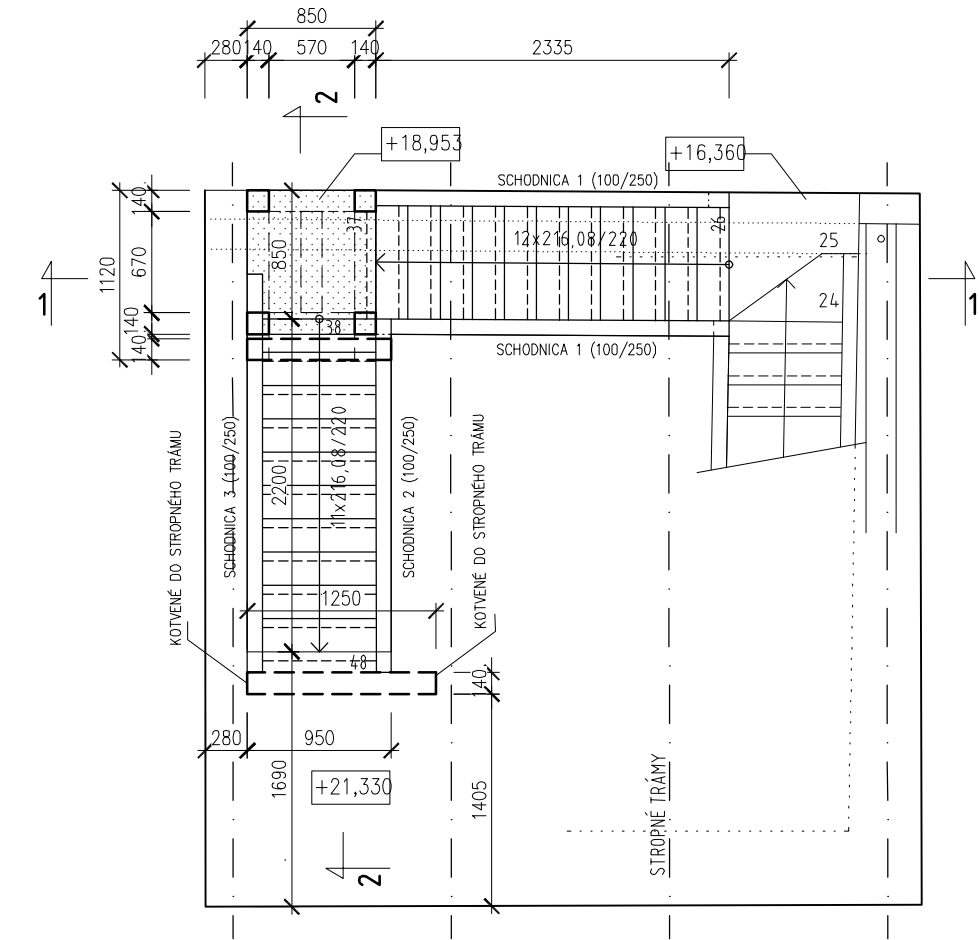 850
280 140 570 140 2335
2
+18,953
+16,360
SCHODNICA 1 (100/250)
140
670
1120
140
140
37
850
12x216,08/220
26
25
24
1
1
38
SCHODNICA 1 (100/250)
KOTVENÉ DO STROPNÉHO TRÁMU
SCHODNICA 3 (100/250)
2200
11x216,08/220
SCHODNICA 2 (100/250)
KOTVENÉ DO STROPNÉHO TRÁMU
1250
48
140
280 950
1690
+21,330
1405
STROPNÉ TRÁMY
2